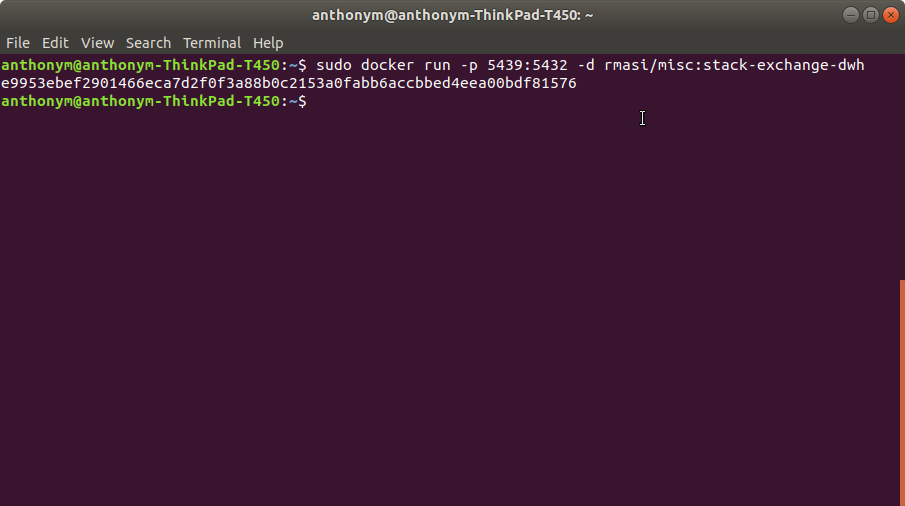 anthonym@anthonym-ThinkPad-T450: ~
File Edit View Search Terminal Help
anthonym@anthonym-ThinkPad-T450:~$ sudo docker run -p 5439:5432 -d rmasi/misc:stack-exchange-dwh
e9953ebef2901466eca7d2f0f3a88b0c2153a0fabb6accbbed4eea00bdf81576
anthonym@anthonym-ThinkPad-T450:~$